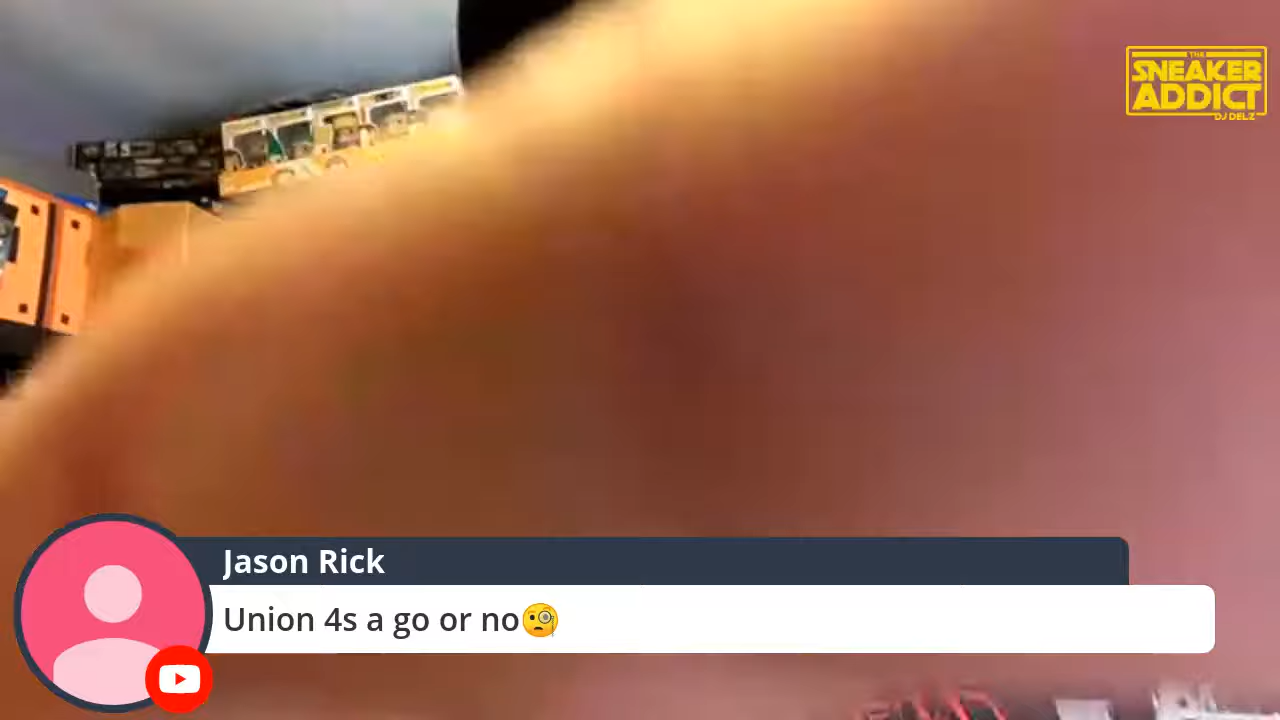 THE
SNEAKER
ADDICT
DJ DELZ
Jason Rick
Union 4s a go or no🧐